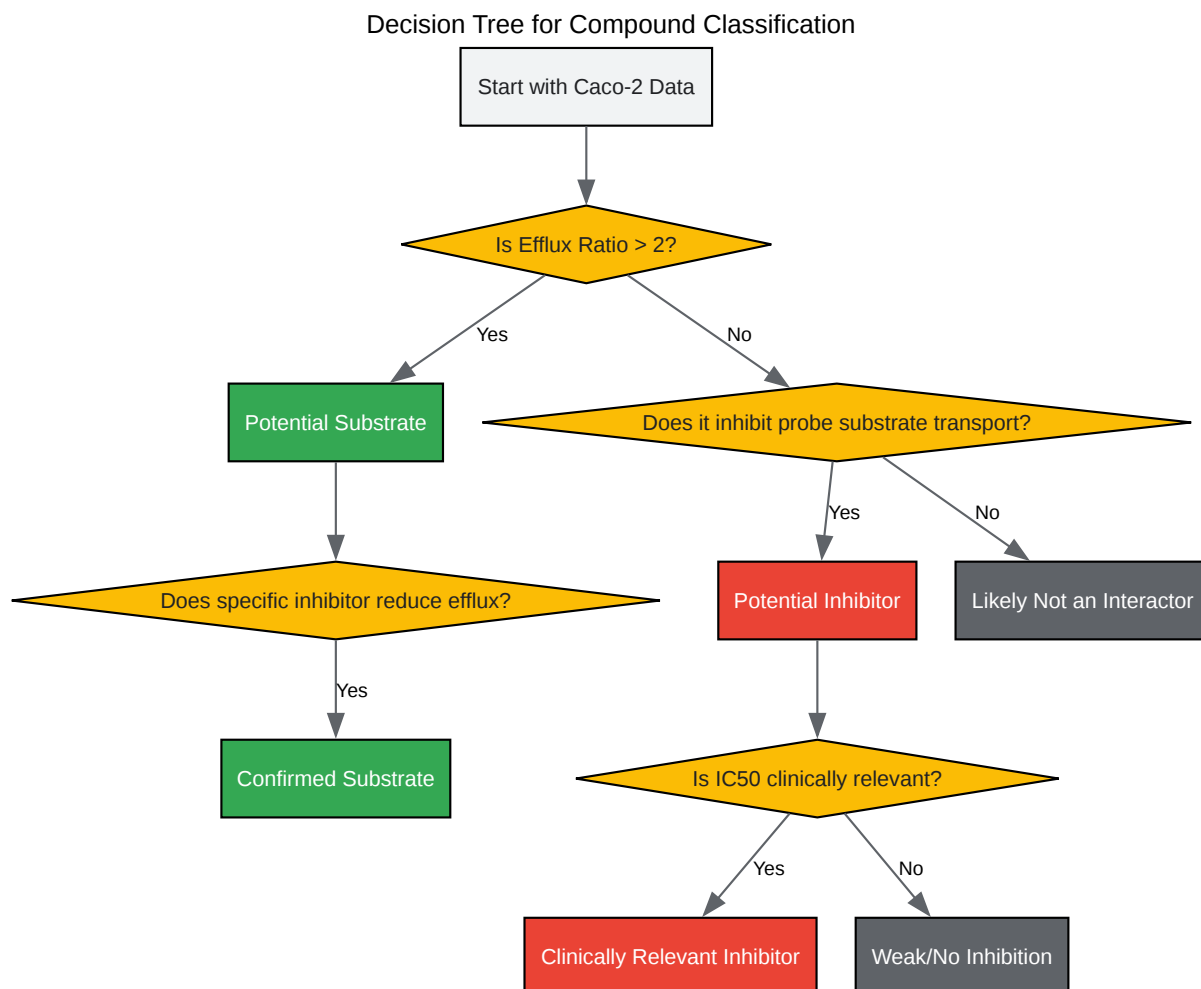 Decision Tree for Compound Classification
Start with Caco-2 Data
Is Efflux Ratio > 2?
Yes
No
Potential Substrate
Does it inhibit probe substrate transport?
Yes
No
Does specific inhibitor reduce efflux?
Potential Inhibitor
Likely Not an Interactor
Yes
Confirmed Substrate
Is IC50 clinically relevant?
Yes
No
Clinically Relevant Inhibitor
Weak/No Inhibition